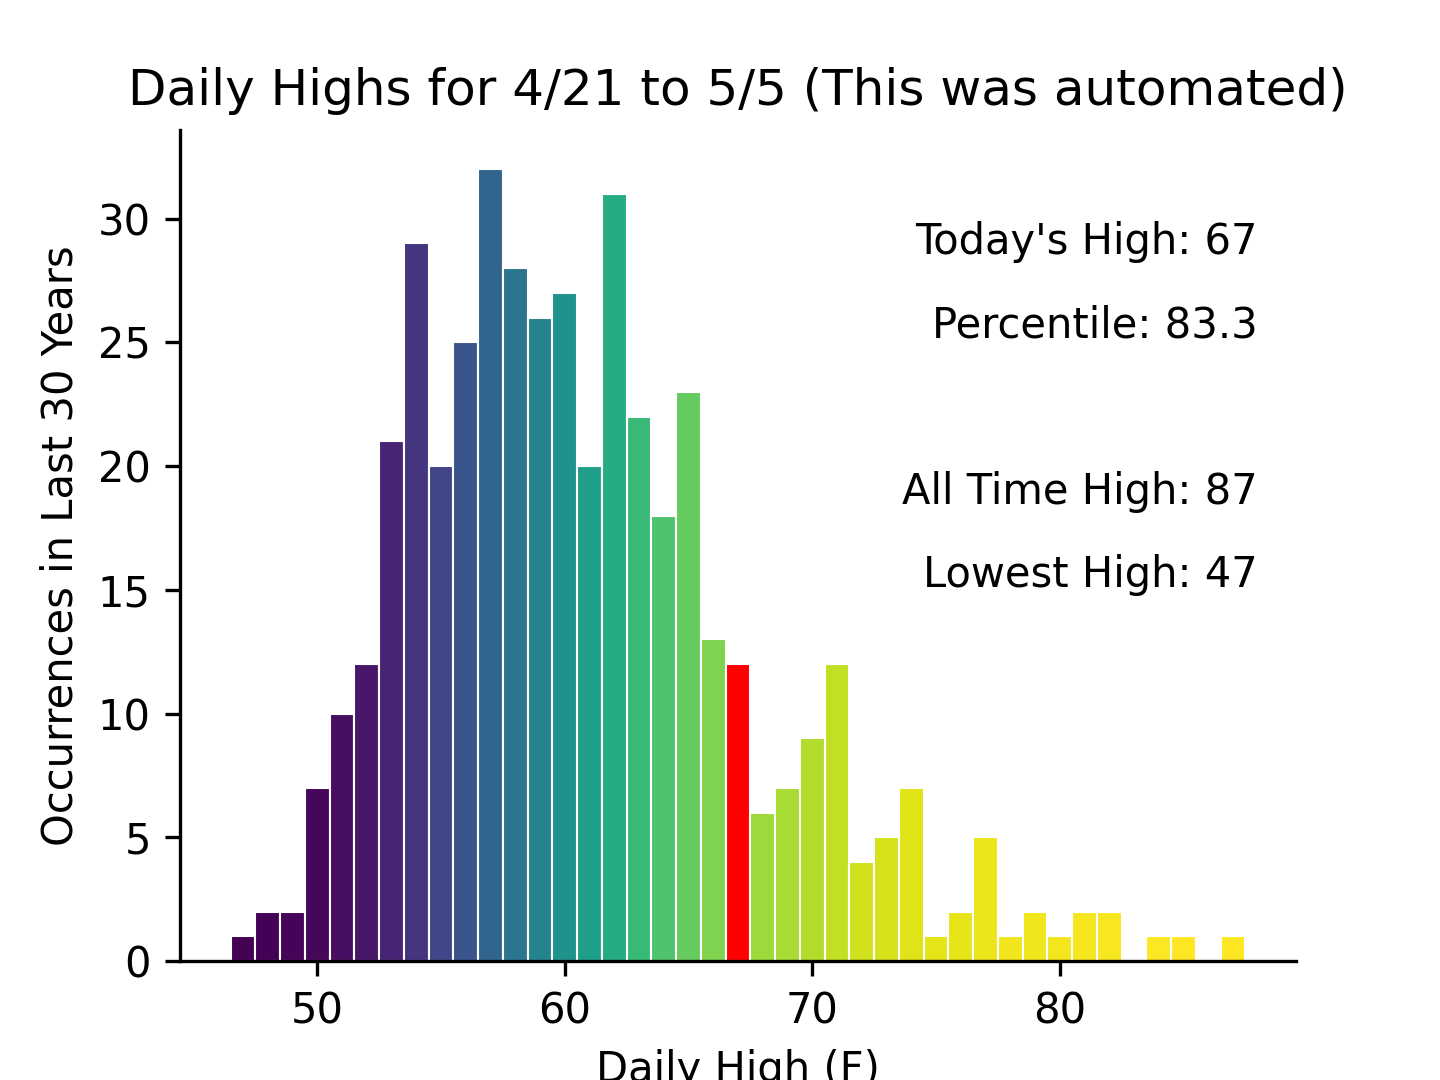 Daily Highs for 4/21 to 5/5 (This was automated)
Occurrences in Last 30 Years
30
25
20
15
10
5
0
Today's High: 67
Percentile: 83.3
All Time High: 87
Lowest High: 47
50 60 70 80
Daily High (F)